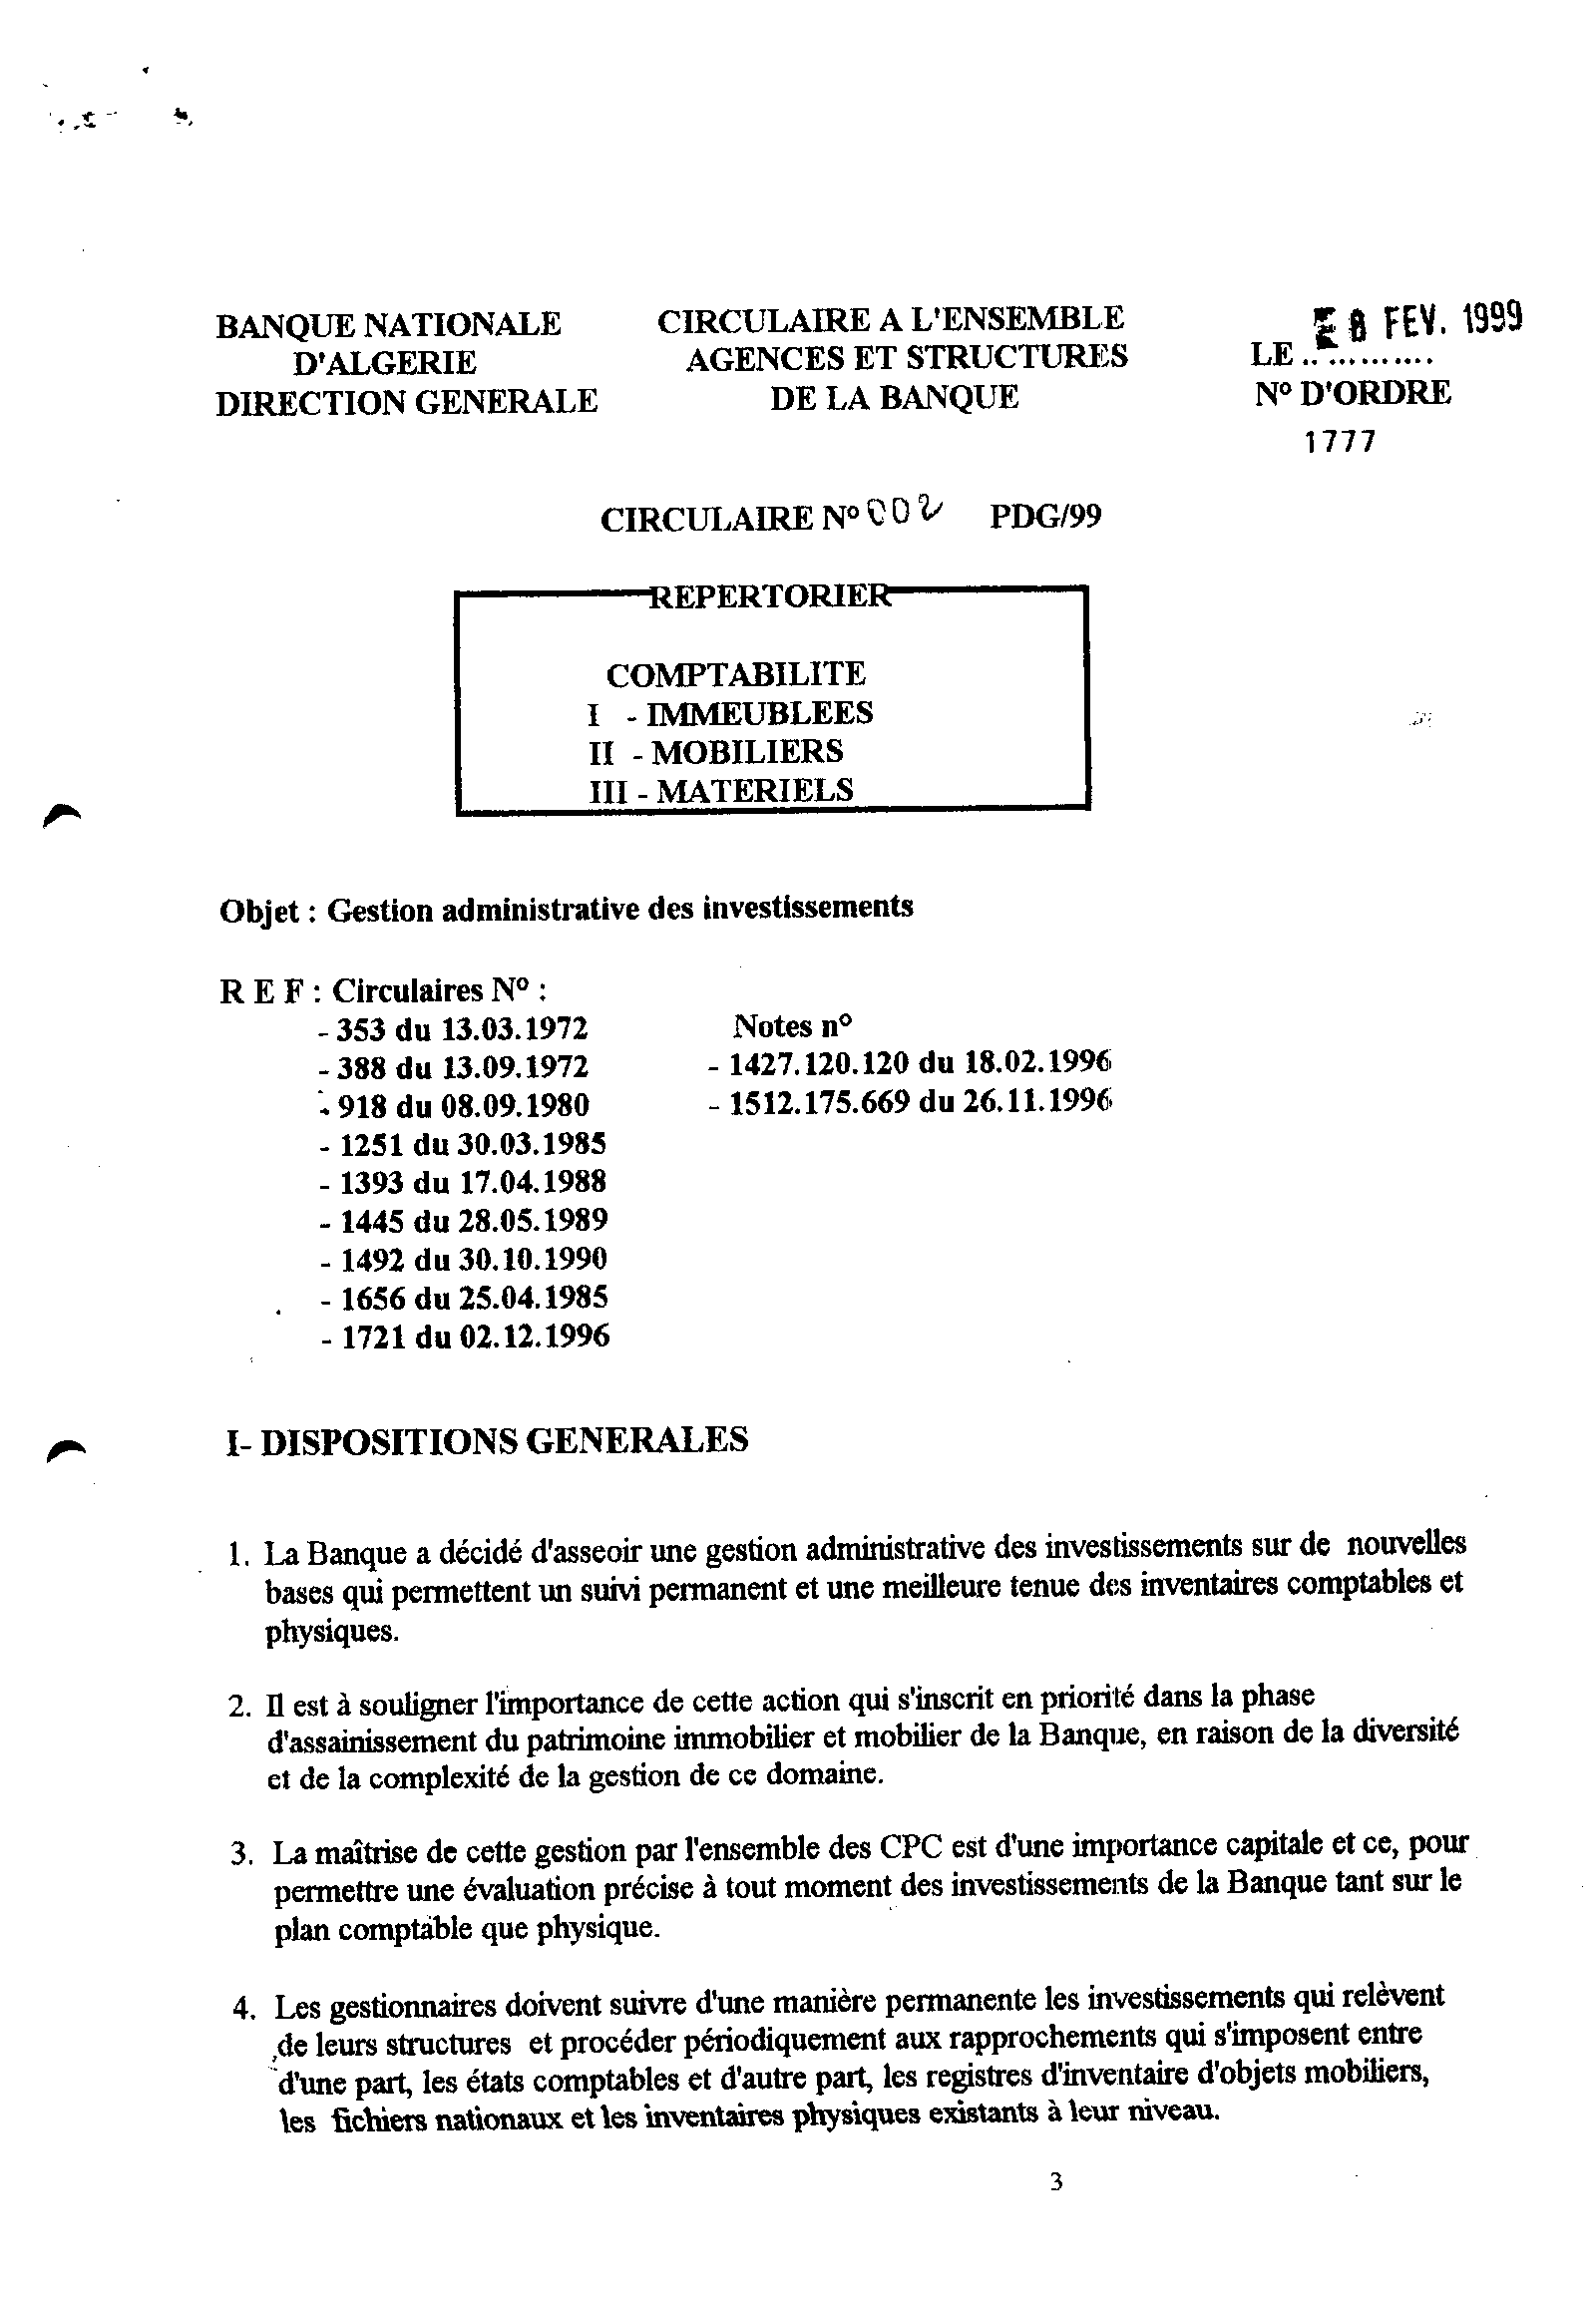 BANQUE NATIONALE
D'ALGERIE
DIRECTION GENERALE
CIRCULAIRE A L'ENSEMBLE
AGENCES ET STRUCTURES
DE LA BANQUE
8 FEV. 1999
LE .. ............
N° D'ORDRE
1777
CIRCULAIRE N° 002 PDG/99
REPERTORIER
COMPTABILITE
I - IMMEUBLEES
II - MOBILIERS
III - MATERIELS
Objet : Gestion administrative des investissements
R E F : Circulaires N° :
- 353 du 13.03.1972
- 388 du 13.09.1972
- 918 du 08.09.1980
- 1251 du 30.03.1985
- 1393 du 17.04.1988
- 1445 du 28.05.1989
- 1492 du 30.10.1990
- 1656 du 25.04.1985
- 1721 du 02.12.1996
Notes n°
- 1427.120.120 du 18.02.1996
- 1512.175.669 du 26.11.1996
I- DISPOSITIONS GENERALES
1. La Banque a décidé d'asseoir une gestion administrative des investissements sur de nouvelles
bases qui permettent un suivi permanent et une meilleure tenue des inventaires comptables et
physiques.
2. Il est à souligner l'importance de cette action qui s'inscrit en priorité dans la phase
d'assainissement du patrimoine immobilier et mobilier de la Banque, en raison de la diversité
et de la complexité de la gestion de ce domaine.
3. La maîtrise de cette gestion par l'ensemble des CPC est d'une importance capitale et ce, pour
permettre une évaluation précise à tout moment des investissements de la Banque tant sur le
plan comptable que physique.
4. Les gestionnaires doivent suivre d'une manière permanente les investissements qui relèvent
de leurs structures et procéder périodiquement aux rapprochements qui s'imposent entre
d'une part, les états comptables et d'autre part, les registres d'inventaire d'objets mobiliers,
les fichiers nationaux et les inventaires physiques existants à leur niveau.
3